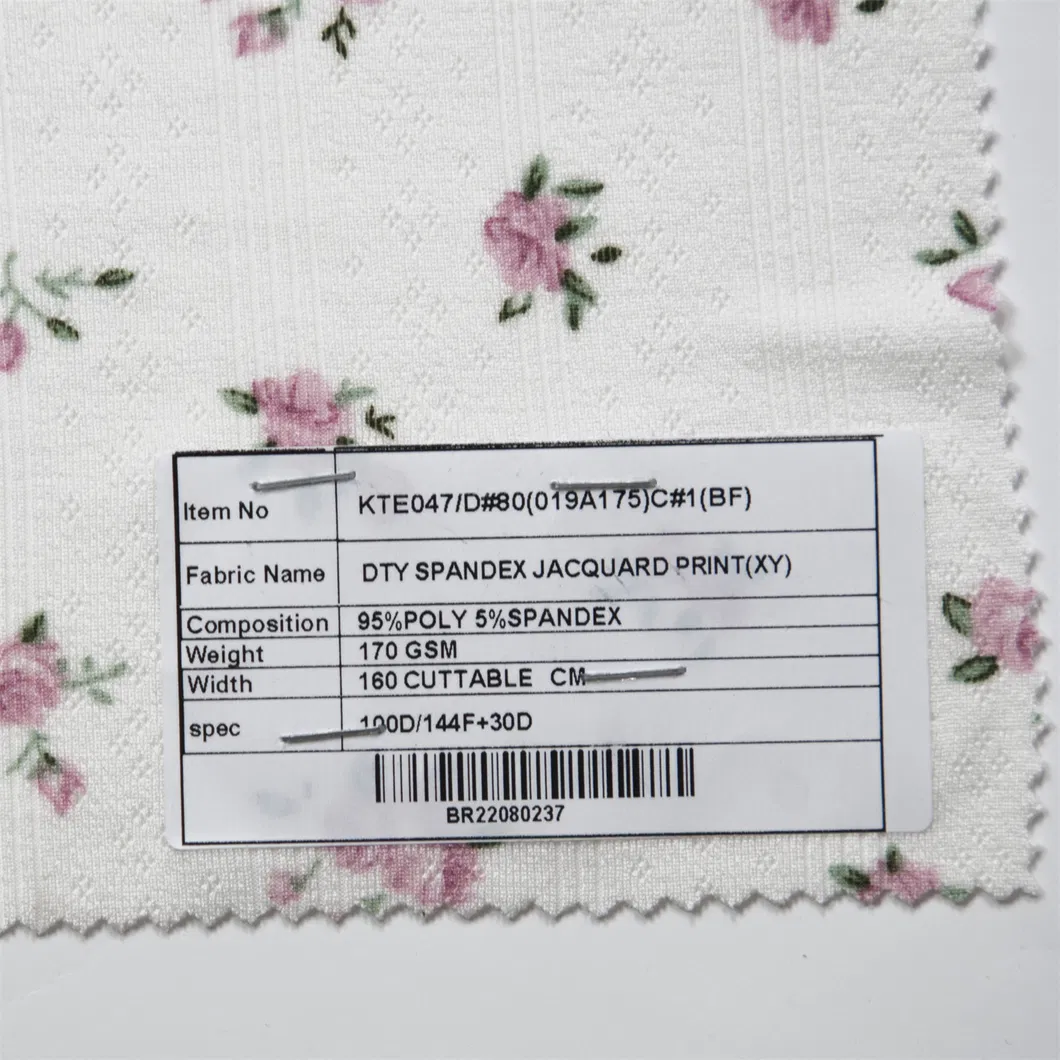 Item No KTE047/D#80(019A175)C#1(BF)
Fabric Name DTY SPANDEX JACQUARD PRINT(XY)
Composition 95%POLY 5%SPANDEX
Weight 170 GSM
Width 160 CUTTABLE CM
spec 100D/144F+30D
BR22080237